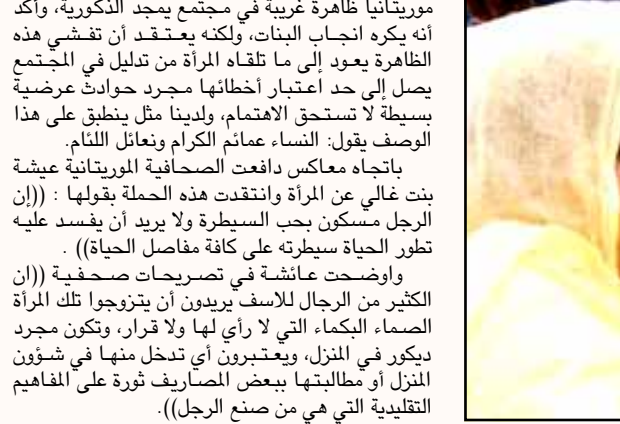 موريتانيا ظاهرة غريبة في مجتمع يمجد الذكورية، وأكد
أنه يكره انجاب البنات، ولكنه يعتقد أن تفشي هذه
الظاهرة يعود إلى ما تلقاه المرأة من تدليل في المجتمع
يصل إلى حد اعتبار أخطائها مجرد حوادث عرضية
بسيطة لا تستحق الاهتمام، ولدينا مثل ينطبق على هذا
الوصف يقول: النساء عمائم الكرام ونعائل اللئام.
باتجاه معاكس دافعت الصحافية الموريتانية عيشة
بنت غالي عن المرأة وانتقدت هذه الحملة بقولها : ((إن
الرجل مسكون بحب السيطرة ولا يريد أن يفسد عليه
تطور الحياة سيطرته على كافة مفاصل الحياة)) .
واوضحت عائشة في تصريحات صحفية ((ان
الكثير من الرجال للاسف يريدون أن يتزوجوا تلك المرأة
الصماء البكماء التي لا رأي لها ولا قرار، وتكون مجرد
ديكور في المنزل، ويعتبرون أي تدخل منها في شؤون
المنزل أو مطالبتها ببعض المصاريف ثورة على المفاهيم
التقليدية التي هي من صنع الرجل)).